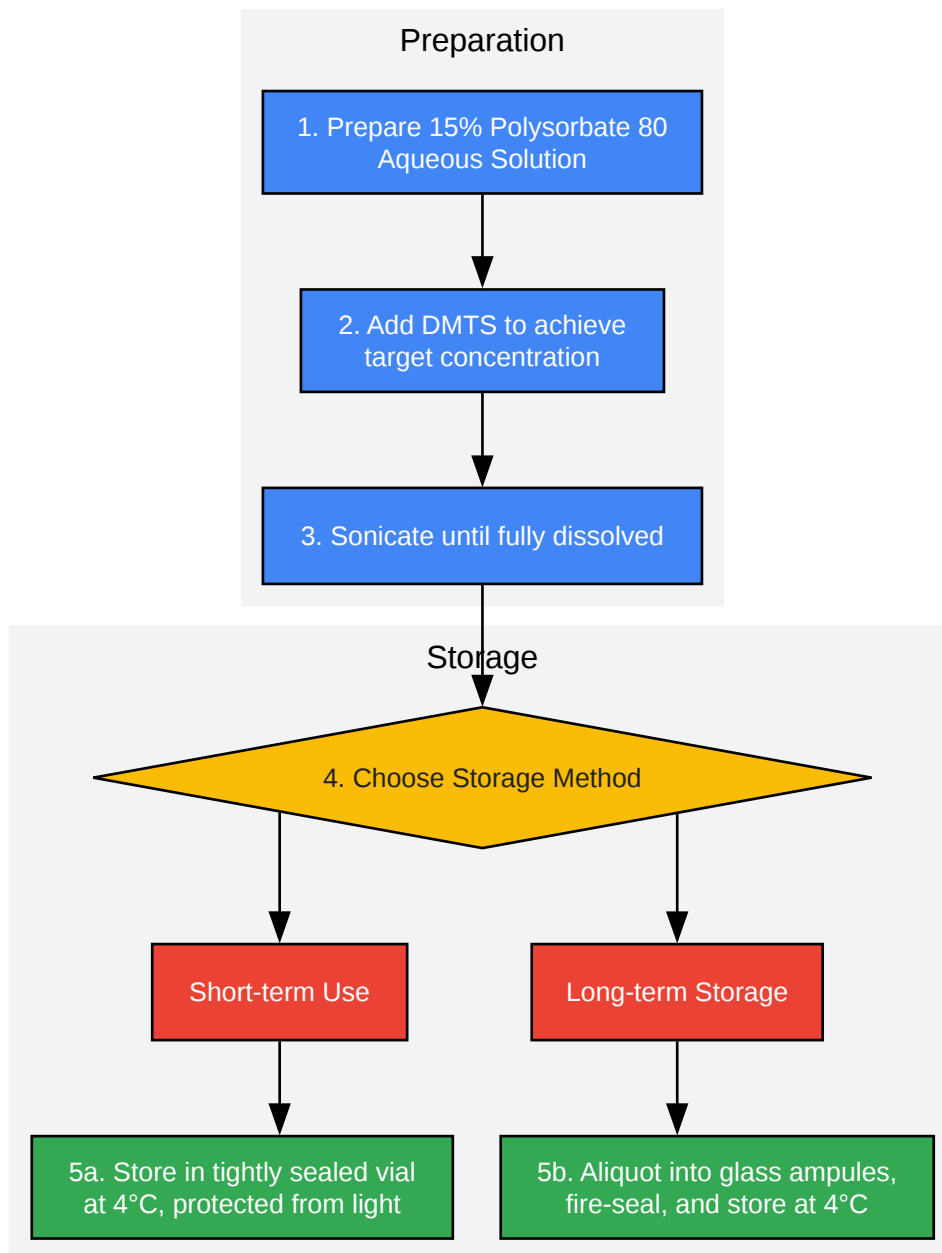 Preparation
1. Prepare 15% Polysorbate 80
Aqueous Solution
2. Add DMTS to achieve
target concentration
3. Sonicate until fully dissolved
Storage
4. Choose Storage Method
Short-term Use
Long-term Storage
5a. Store in tightly sealed vial
at 4°C, protected from light
5b. Aliquot into glass ampules,
fire-seal, and store at 4°C